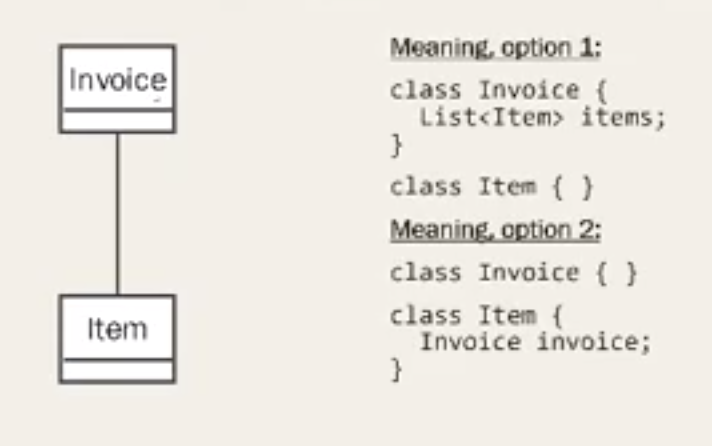 Invoice
Item
Meaning, option 1:
class Invoice {
List<Item> items;
}
class Item { }
Meaning, option 2:
class Invoice { }
class Item {
Invoice invoice;
}